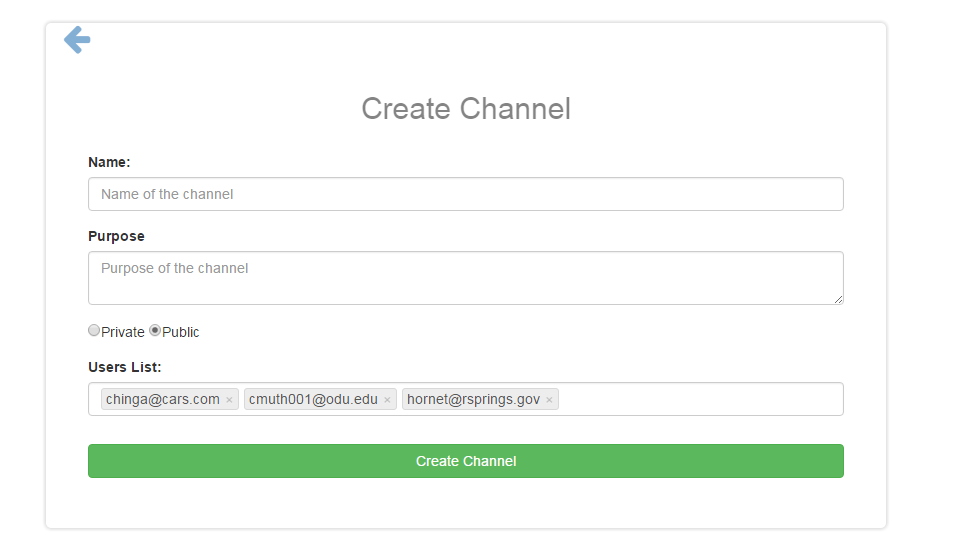 Create Channel
Name:
Name of the channel
Purpose
Purpose of the channel
Private Public
Users List:
chinga@cars.com × cmuth001@odu.edu × hornet@rsprings.gov ×
Create Channel